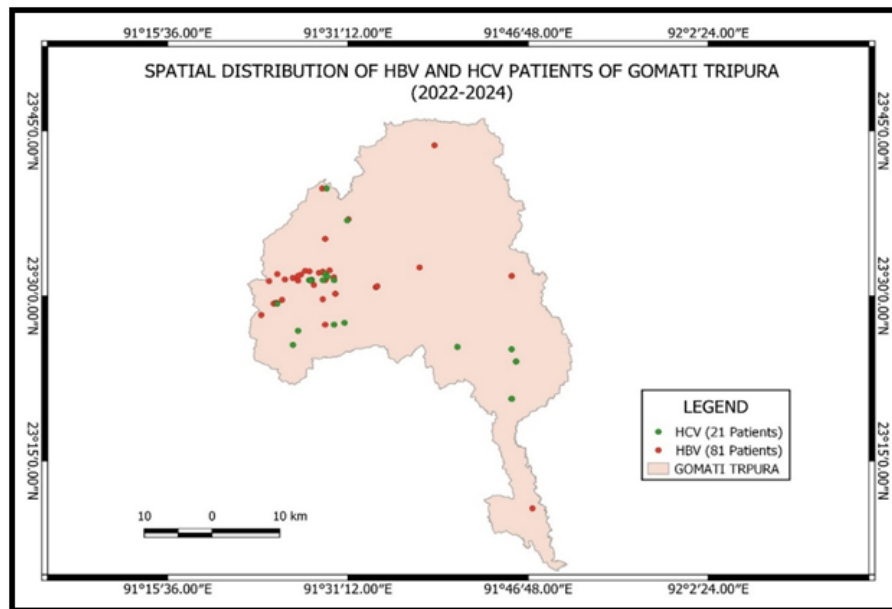 91°15'36.00"E 91°31'12.00"E 91°46'48.00"E 92°2'24.00"E
SPATIAL DISTRIBUTION OF HBV AND HCV PATIENTS OF GOMATI TRIPURA
(2022-2024)
23°45'0.00"N 23°45'0.00"N
23°30'0.00"N 23°30'0.00"N
LEGEND
HCV (21 Patients)
HBV (81 Patients)
GOMATI TRPURA
23°15'0.00"N 23°15'0.00"N
10 0 10 km
91°15'36.00"E 91°31'12.00"E 91°46'48.00"E 92°2'24.00"E